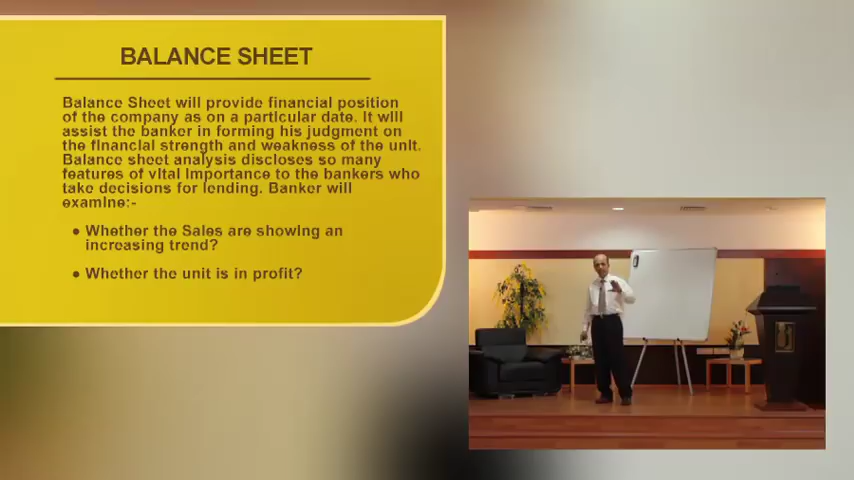 BALANCE SHEET
Balance Sheet will provide financial position
of the company as on a particular date. It will
assist the banker in forming his judgment on
the financial strength and weakness of the unit.
Balance sheet analysis discloses so many
features of vital importance to the bankers who
take decisions for lending. Banker will
examine:-
● Whether the Sales are showing an
increasing trend?
● Whether the unit is in profit?